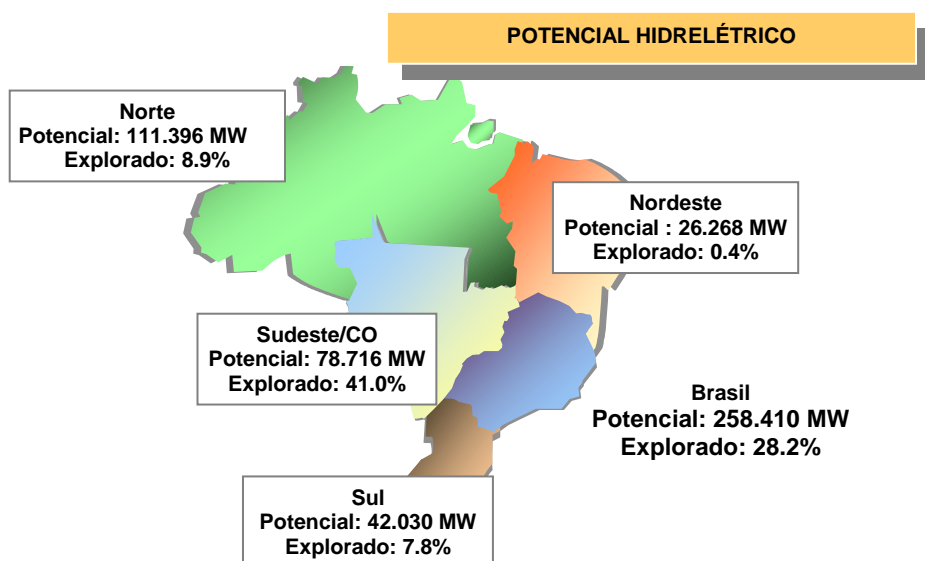 POTENCIAL HIDRELÉTRICO
Norte
Potencial: 111.396 MW
Explorado: 8.9%
Nordeste
Potencial : 26.268 MW
Explorado: 0.4%
Sudeste/CO
Potencial: 78.716 MW
Explorado: 41.0%
Brasil
Potencial: 258.410 MW
Explorado: 28.2%
Sul
Potencial: 42.030 MW
Explorado: 7.8%